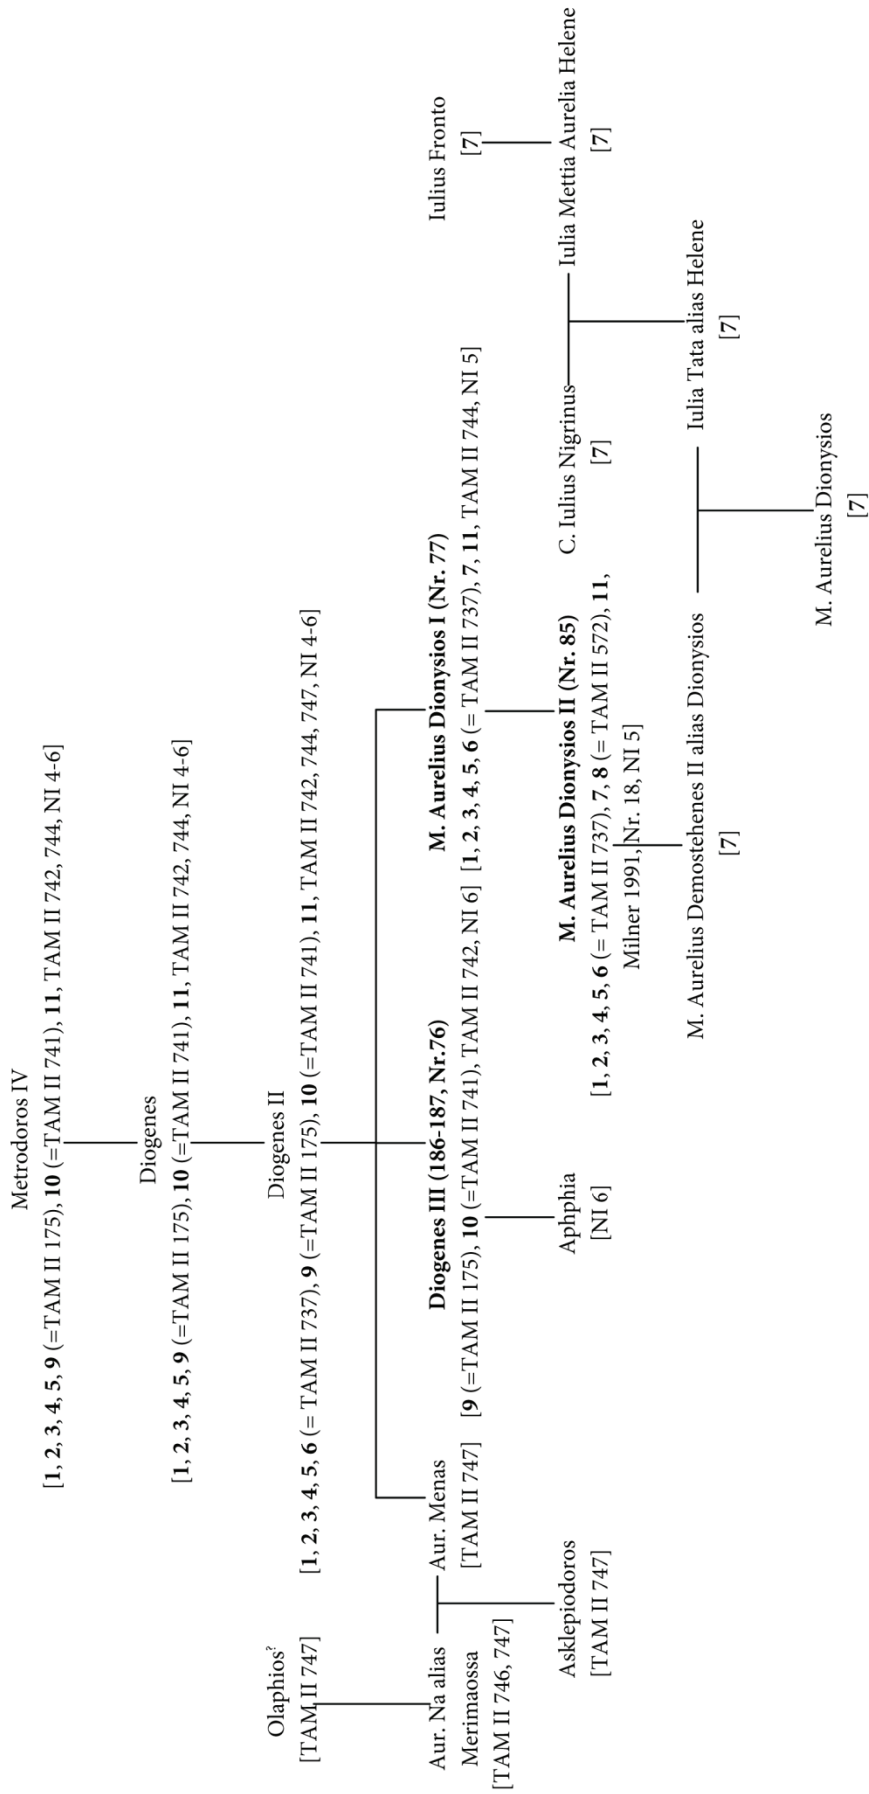 Metrodoros IV
[1, 2, 3, 4, 5, 9 (=TAM II 175), 10 (=TAM II 741), 11, TAM II 742, 744, NI 4-6]
Diogenes
[1, 2, 3, 4, 5, 9 (=TAM II 175), 10 (=TAM II 741), 11, TAM II 742, 744, NI 4-6]
Olaphios?
[TAM II 747]
Diogenes II
[1, 2, 3, 4, 5, 6 (= TAM II 737), 9 (=TAM II 175), 10 (=TAM II 741), 11, TAM II 742, 744, 747, NI 4-6]
Aur. Na alias
Merimaossa
[TAM II 746, 747]
Aur. Menas
[TAM II 747]
Diogenes III (186-187, Nr.76)
[9 (=TAM II 175), 10 (=TAM II 741), TAM II 742, NI 6]
M. Aurelius Dionysios I (Nr. 77)
[1, 2, 3, 4, 5, 6 (= TAM II 737), 7, 11, TAM II 744, NI 5]
Iulius Fronto
[7]
Asklepiodoros
[TAM II 747]
Aphphia
[NI 6]
M. Aurelius Dionysios II (Nr. 85)
[1, 2, 3, 4, 5, 6 (= TAM II 737), 7, 8 (= TAM II 572), 11,
Milner 1991, Nr. 18, NI 5]
C. Iulius Nigrinus
[7]
Iulia Mettia Aurelia Helene
[7]
M. Aurelius Demostehenes II alias Dionysios
[7]
Iulia Tata alias Helene
[7]
M. Aurelius Dionysios
[7]